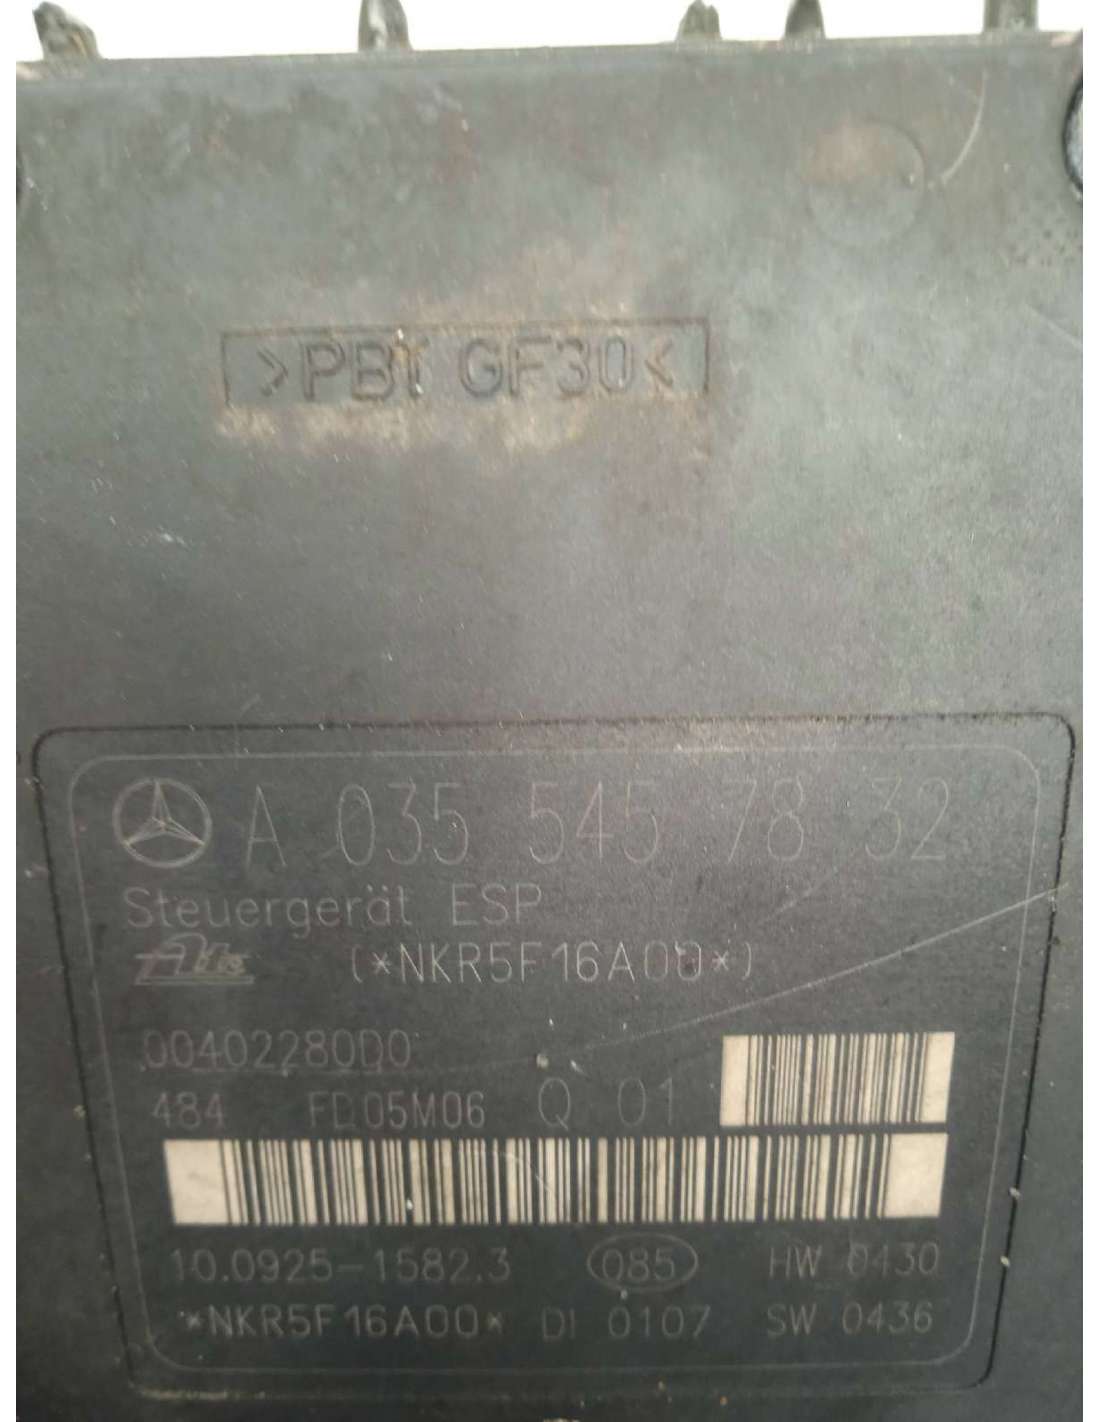 >PBT GF30<
A 035 545 78 32
Steuergerät ESP
Ate (*NKR5F16A00*)
00402280D0
484 FD05M06 Q 01
10.0925-1582.3 085 HW 0430
*NKR5F16A00* DI 0107 SW 0436